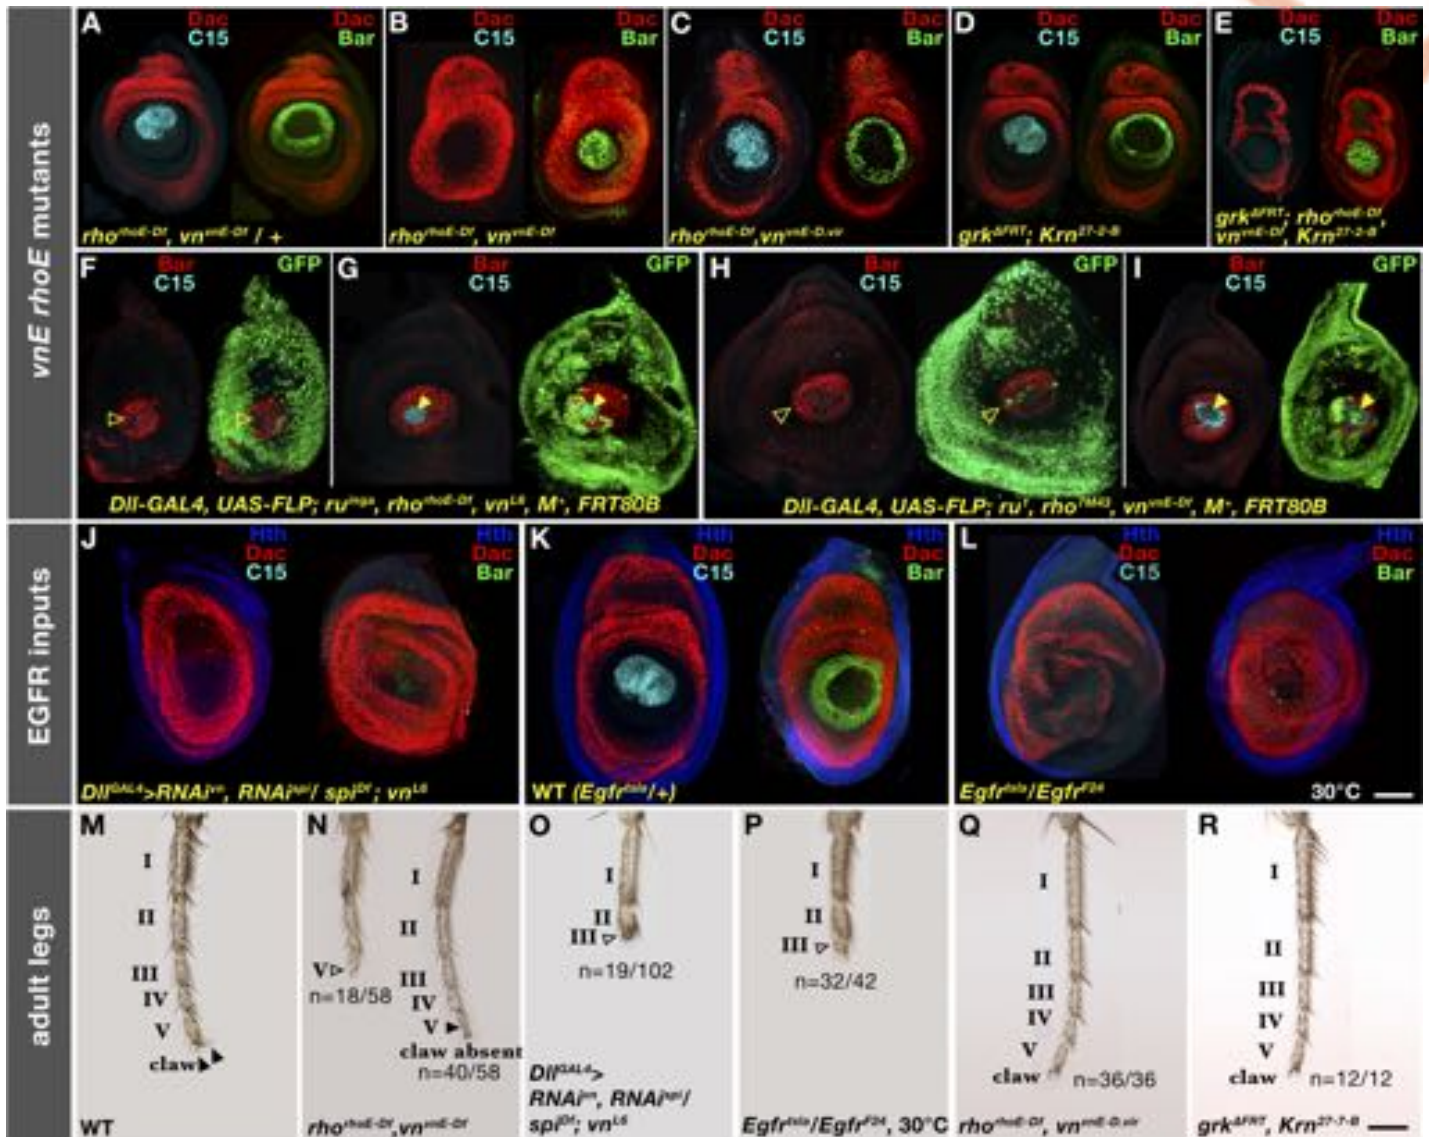 vnE rhoE mutants
A
Dac
C15
Dac
Bar
rho^rhoE-Df, vn^vnE-Df / +
B
Dac
C15
Dac
Bar
rho^rhoE-Df, vn^vnE-Df
C
Dac
C15
Dac
Bar
rho^rhoE-Df, vn^vnE-D.vir
D
Dac
C15
Dac
Bar
grk^ΔFRT; Krn^27-2-B
E
Dac
C15
Dac
Bar
grk^ΔFRT; rho^rhoE-Df,
vn^vnE-Df, Krn^27-2-B
F
Bar
C15
GFP
G
Bar
C15
GFP
Dll-GAL4, UAS-FLP; ru^inga, rho^rhoE-Df, vn^L6, M+, FRT80B
H
Bar
C15
GFP
I
Bar
C15
GFP
Dll-GAL4, UAS-FLP; ru^1, rho^7M43, vn^vnE-Df, M+, FRT80B
EGFR inputs
J
Hth
Dac
C15
Hth
Dac
Bar
Dll^GAL4>RNAi^vn, RNAi^spi/ spi^Df; vn^L6
K
Hth
Dac
C15
Hth
Dac
Bar
WT (Egfr^tsla/+)
L
Hth
Dac
C15
Hth
Dac
Bar
Egfr^tsla/Egfr^F24
30°C
adult legs
M
I
II
III
IV
V
claw
WT
N
V
n=18/58
I
II
III
IV
V
claw absent
n=40/58
rho^rhoE-Df, vn^vnE-Df
O
I
II
III
n=19/102
Dll^GAL4>
RNAi^vn, RNAi^spi/
spi^Df; vn^L6
P
I
II
III
n=32/42
Egfr^tsla/Egfr^F24, 30°C
Q
I
II
III
IV
V
claw
n=36/36
rho^rhoE-Df, vn^vnE-D.vir
R
I
II
III
IV
V
claw
n=12/12
grk^ΔFRT, Krn^27-7-B